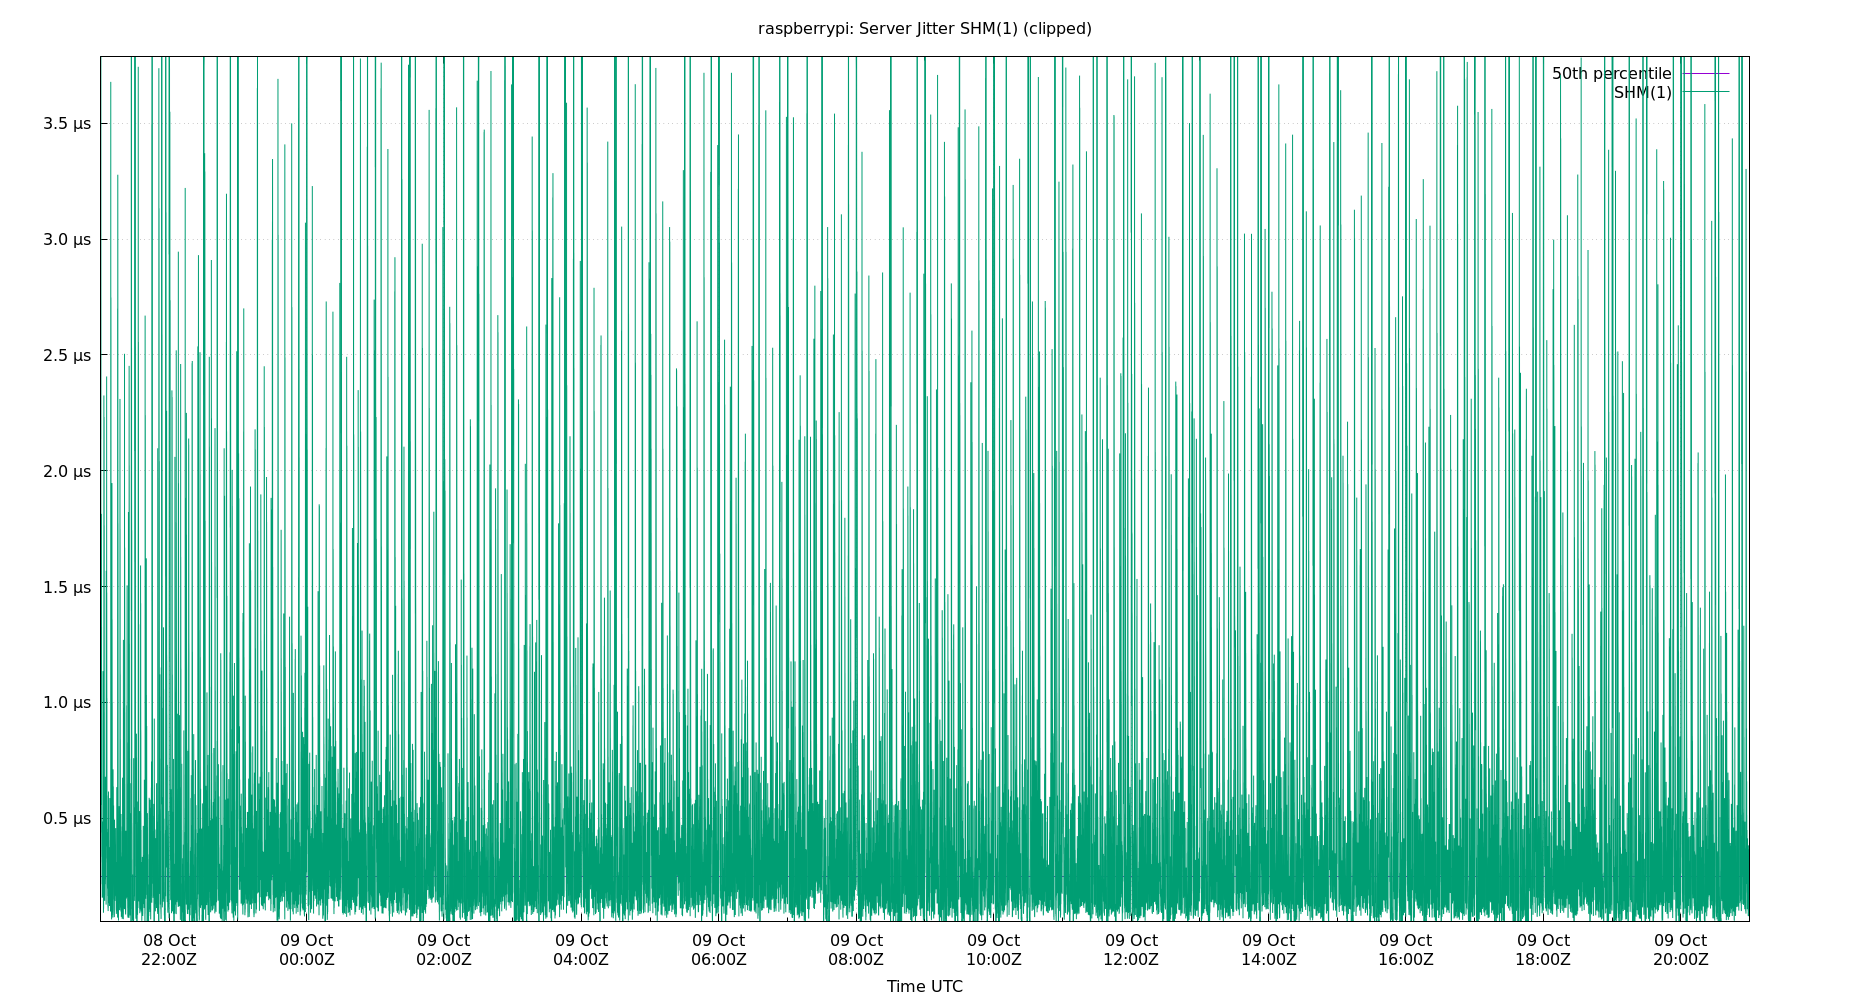 raspberrypi: Server Jitter SHM(1) (clipped)
50th percentile
SHM(1)
3.5 µs
3.0 µs
2.5 µs
2.0 µs
1.5 µs
1.0 µs
0.5 µs
08 Oct 09 Oct 09 Oct 09 Oct 09 Oct 09 Oct 09 Oct 09 Oct 09 Oct 09 Oct 09 Oct 09 Oct
22:00Z 00:00Z 02:00Z 04:00Z 06:00Z 08:00Z 10:00Z 12:00Z 14:00Z 16:00Z 18:00Z 20:00Z
Time UTC